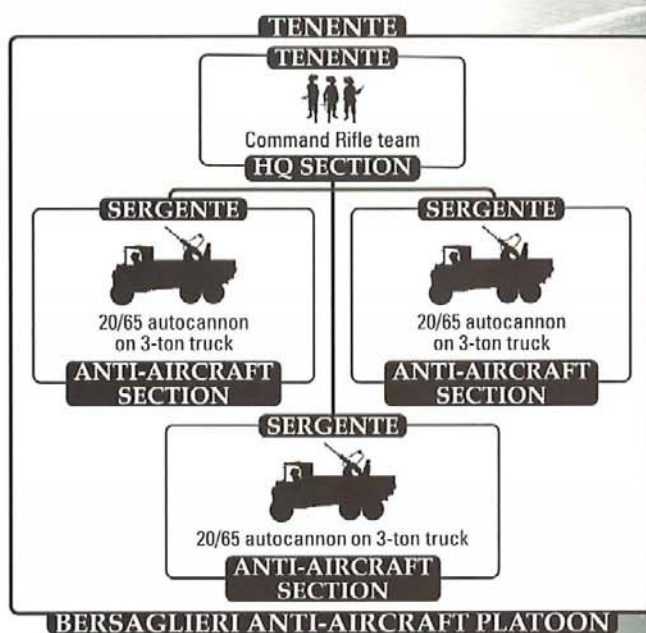 TENENTE
TENENTE
Command Rifle team
HQ SECTION
SERGENTE
20/65 autocannon
on 3-ton truck
ANTI-AIRCRAFT
SECTION
SERGENTE
20/65 autocannon
on 3-ton truck
ANTI-AIRCRAFT
SECTION
SERGENTE
20/65 autocannon on 3-ton truck
ANTI-AIRCRAFT
SECTION
BERSAGLIERI ANTI-AIRCRAFT PLATOON